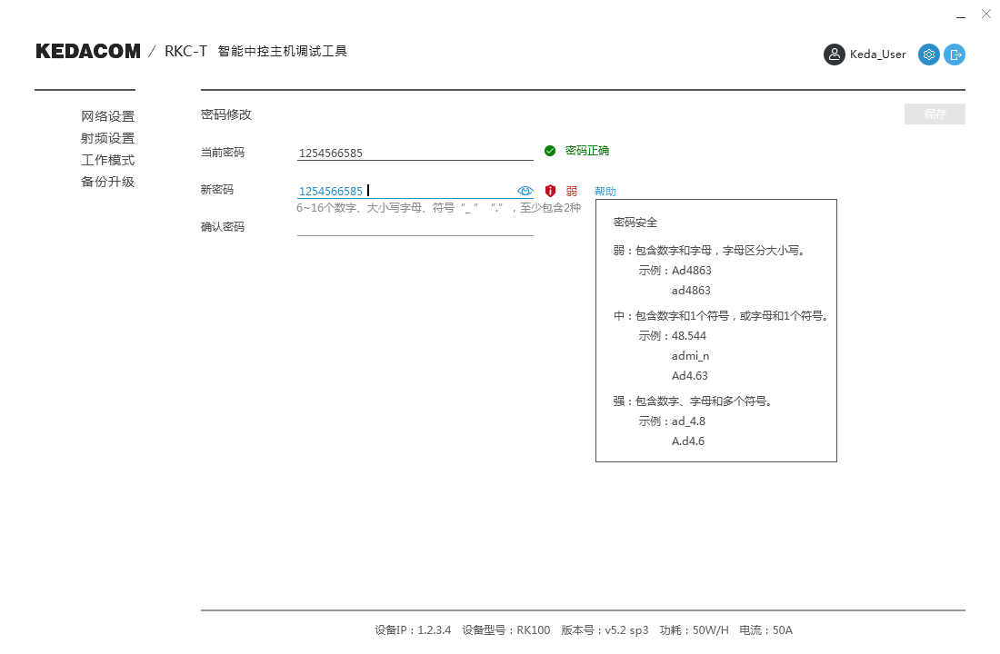 KEDACOM / RKC-T 智能中控主机调试工具
Keda_User
网络设置
射频设置
工作模式
备份升级
密码修改
保存
当前密码 1254566585 密码正确
新密码 1254566585 弱 帮助
6~16个数字、大小写字母、符号“_ ” “.” ，至少包含2种
确认密码
密码安全
弱：包含数字和字母，字母区分大小写。
示例：Ad4863
ad4863
中：包含数字和1个符号，或字母和1个符号。
示例：48.544
admi_n
Ad4.63
强：包含数字、字母和多个符号。
示例：ad_4.8
A.d4.6
设备IP：1.2.3.4 设备型号：RK100 版本号：v5.2 sp3 功耗：50W/H 电流：50A